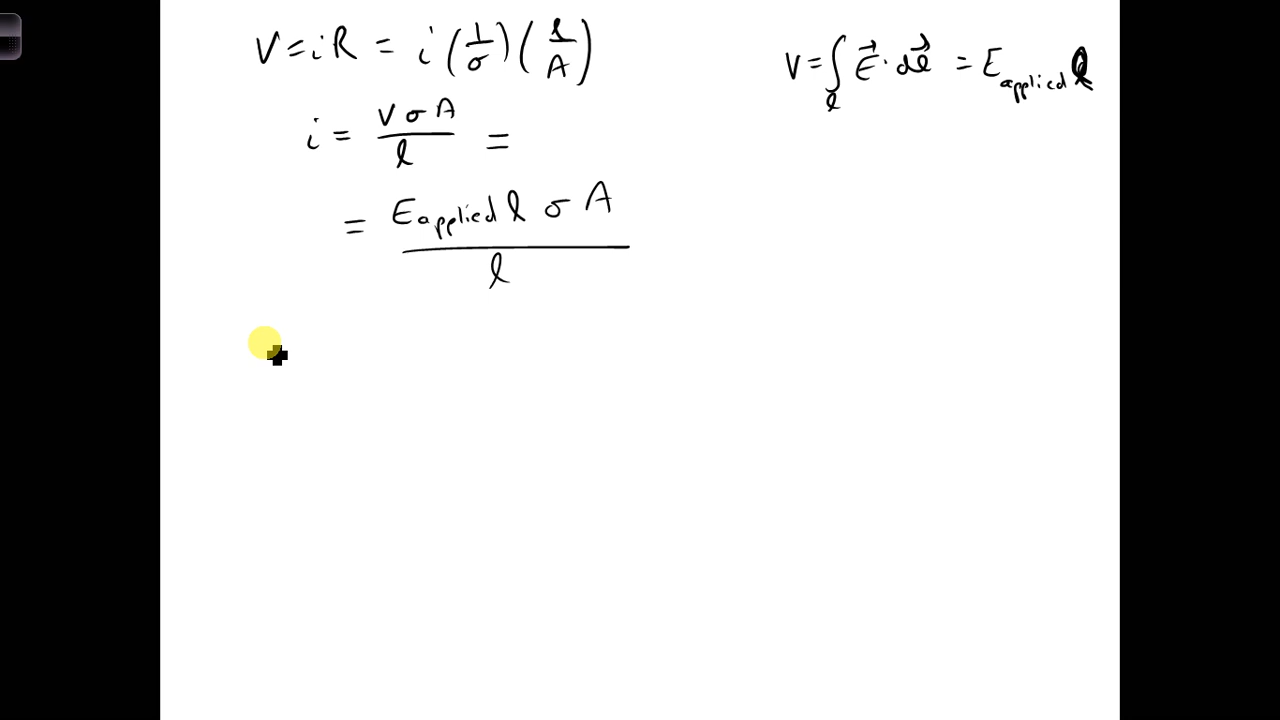 V = iR = i (1/σ) (l/A)
V = ∫_l E⃗ · dl⃗ = E_applied l
i = VσA / l =
= E_applied l σ A / l